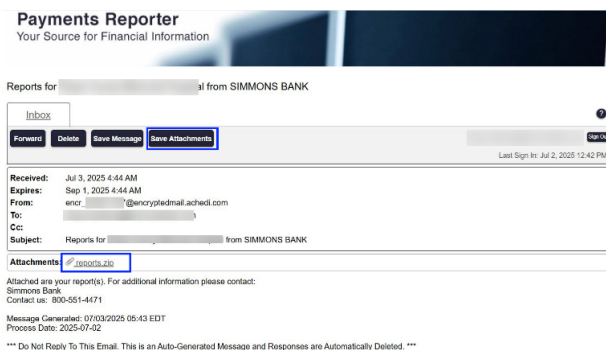 Payments Reporter
Your Source for Financial Information
Reports for al from SIMMONS BANK
Inbox
?
Forward Delete Save Message Save Attachments
Sign Ou
Last Sign In: Jul 2, 2025 12:42 PM
Received: Jul 3, 2025 4:44 AM
Expires: Sep 1, 2025 4:44 AM
From: encr_ @encryptedmail.achedi.com
To:
Cc:
Subject: Reports for from SIMMONS BANK
Attachments: reports.zip
Attached are your report(s). For additional information please contact:
Simmons Bank
Contact us: 800-551-4471
Message Generated: 07/03/2025 05:43 EDT
Process Date: 2025-07-02
*** Do Not Reply To This Email. This is an Auto-Generated Message and Responses are Automatically Deleted. ***